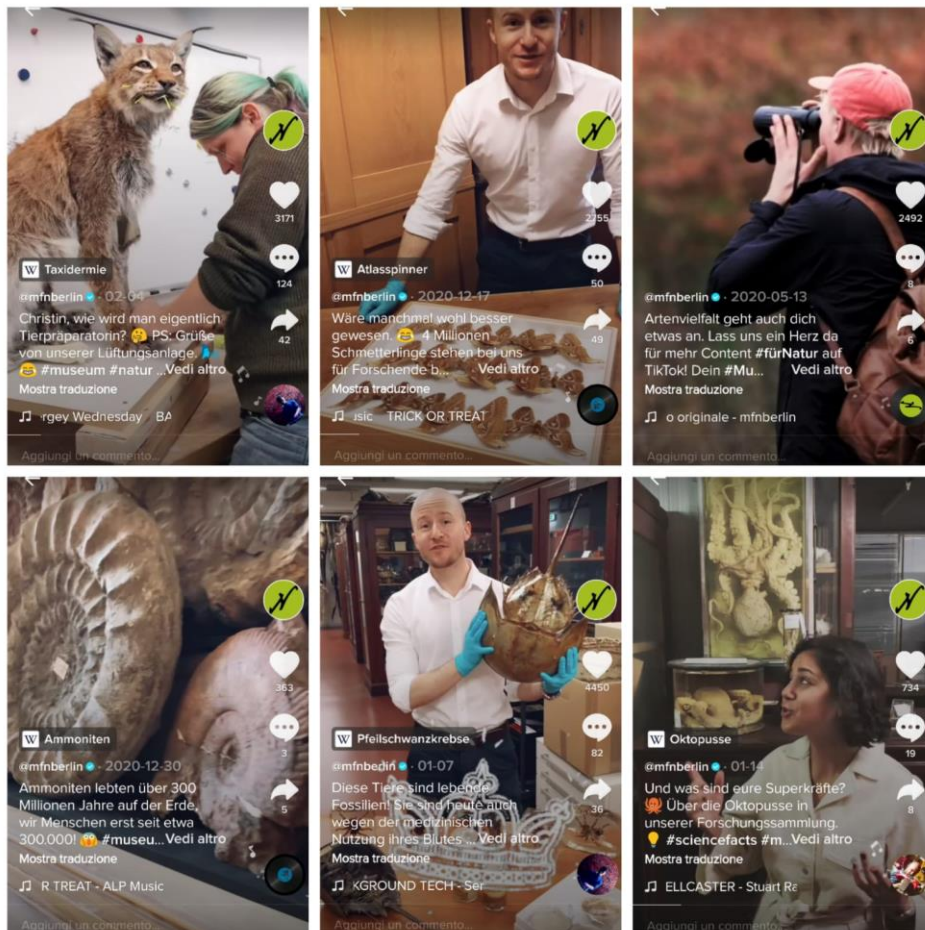 3171
W Taxidermie
124
@mfnberlin · 02-04
Christin, wie wird man eigentlich
Tierpräparatorin? 🤔 PS: Grüße
42
von unserer Lüftungsanlage. 🌬️
😂 #museum #natur ...Vedi altro
Mostra traduzione
rgey Wednesday BA
Aggiungi un commento...
2755
W Atlasspinner
50
@mfnberlin · 2020-12-17
Wäre manchmal wohl besser
gewesen. 😂 4 Millionen
49
Schmetterlinge stehen bei uns
für Forschende b... Vedi altro
Mostra traduzione
usic TRICK OR TREAT
Aggiungi un commento...
2492
8
@mfnberlin · 2020-05-13
Artenvielfalt geht auch dich
etwas an. Lass uns ein Herz da
6
für mehr Content #fürNatur auf
TikTok! Dein #Mu... Vedi altro
Mostra traduzione
o originale - mfnberlin
Aggiungi un commento...
363
W Ammoniten
3
@mfnberlin · 2020-12-30
Ammoniten lebten über 300
Millionen Jahre auf der Erde,
5
wir Menschen erst seit etwa
300.000! 😱 #museu...Vedi altro
Mostra traduzione
R TREAT - ALP Music
Aggiungi un commento...
4450
W Pfeilschwanzkrebse
82
@mfnberlin · 01-07
Diese Tiere sind lebende
Fossilien! Sie sind heute auch
36
wegen der medizinischen
Nutzung ihres Blutes ... Vedi altro
Mostra traduzione
KGROUND TECH - Ser
Aggiungi un commento...
734
W Oktopusse
19
@mfnberlin · 01-14
Und was sind eure Superkräfte?
🐙 Über die Oktopusse in
8
unserer Forschungssammlung.
💡 #sciencefacts #m...Vedi altro
Mostra traduzione
ELLCASTER - Stuart Ra
Aggiungi un commento...